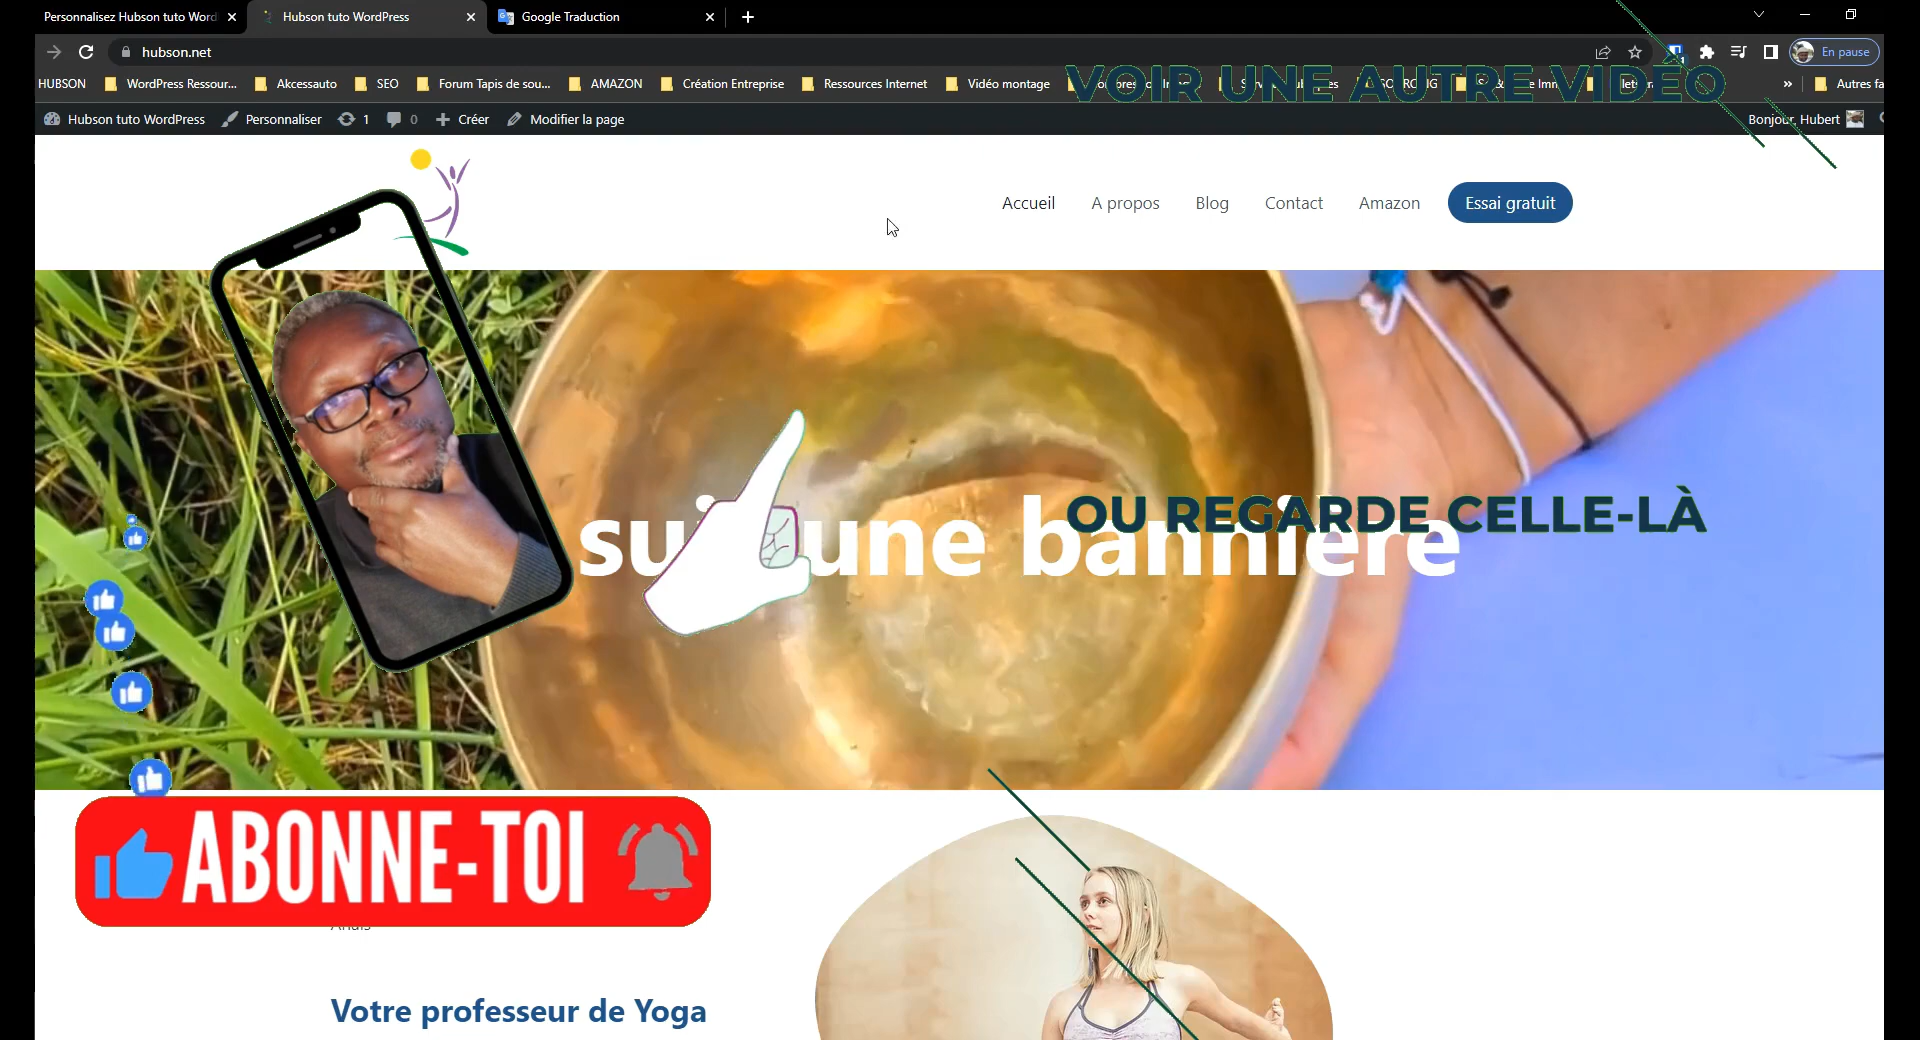 Personnalisez Hubson tuto Word
Hubson tuto WordPress
Google Traduction
hubson.net
En pause
HUBSON
WordPress Ressour...
Akcessauto
SEO
Forum Tapis de sou...
AMAZON
Création Entreprise
Ressources Internet
Vidéo montage
Autres fa
VOIR UNE AUTRE VIDEO
Hubson tuto WordPress
Personnaliser
1
0
Créer
Modifier la page
Bonjour, Hubert
Accueil
A propos
Blog
Contact
Amazon
Essai gratuit
OU REGARDE CELLE-LÀ
une bannière
ABONNE-TOI
Votre professeur de Yoga